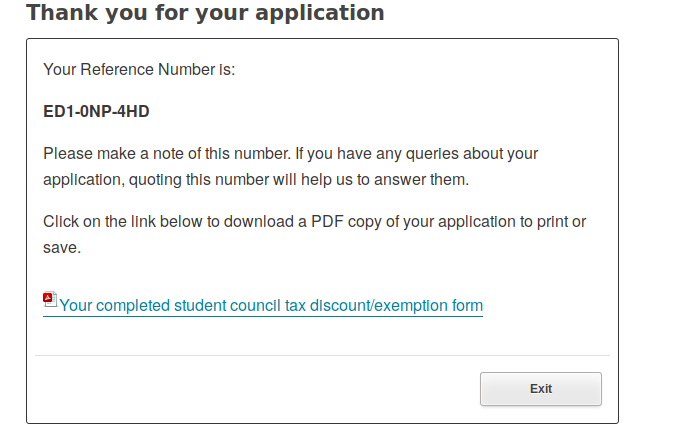 Thank you for your application
Your Reference Number is:
ED1-0NP-4HD
Please make a note of this number. If you have any queries about your
application, quoting this number will help us to answer them.
Click on the link below to download a PDF copy of your application to print or
save.
Your completed student council tax discount/exemption form
Exit